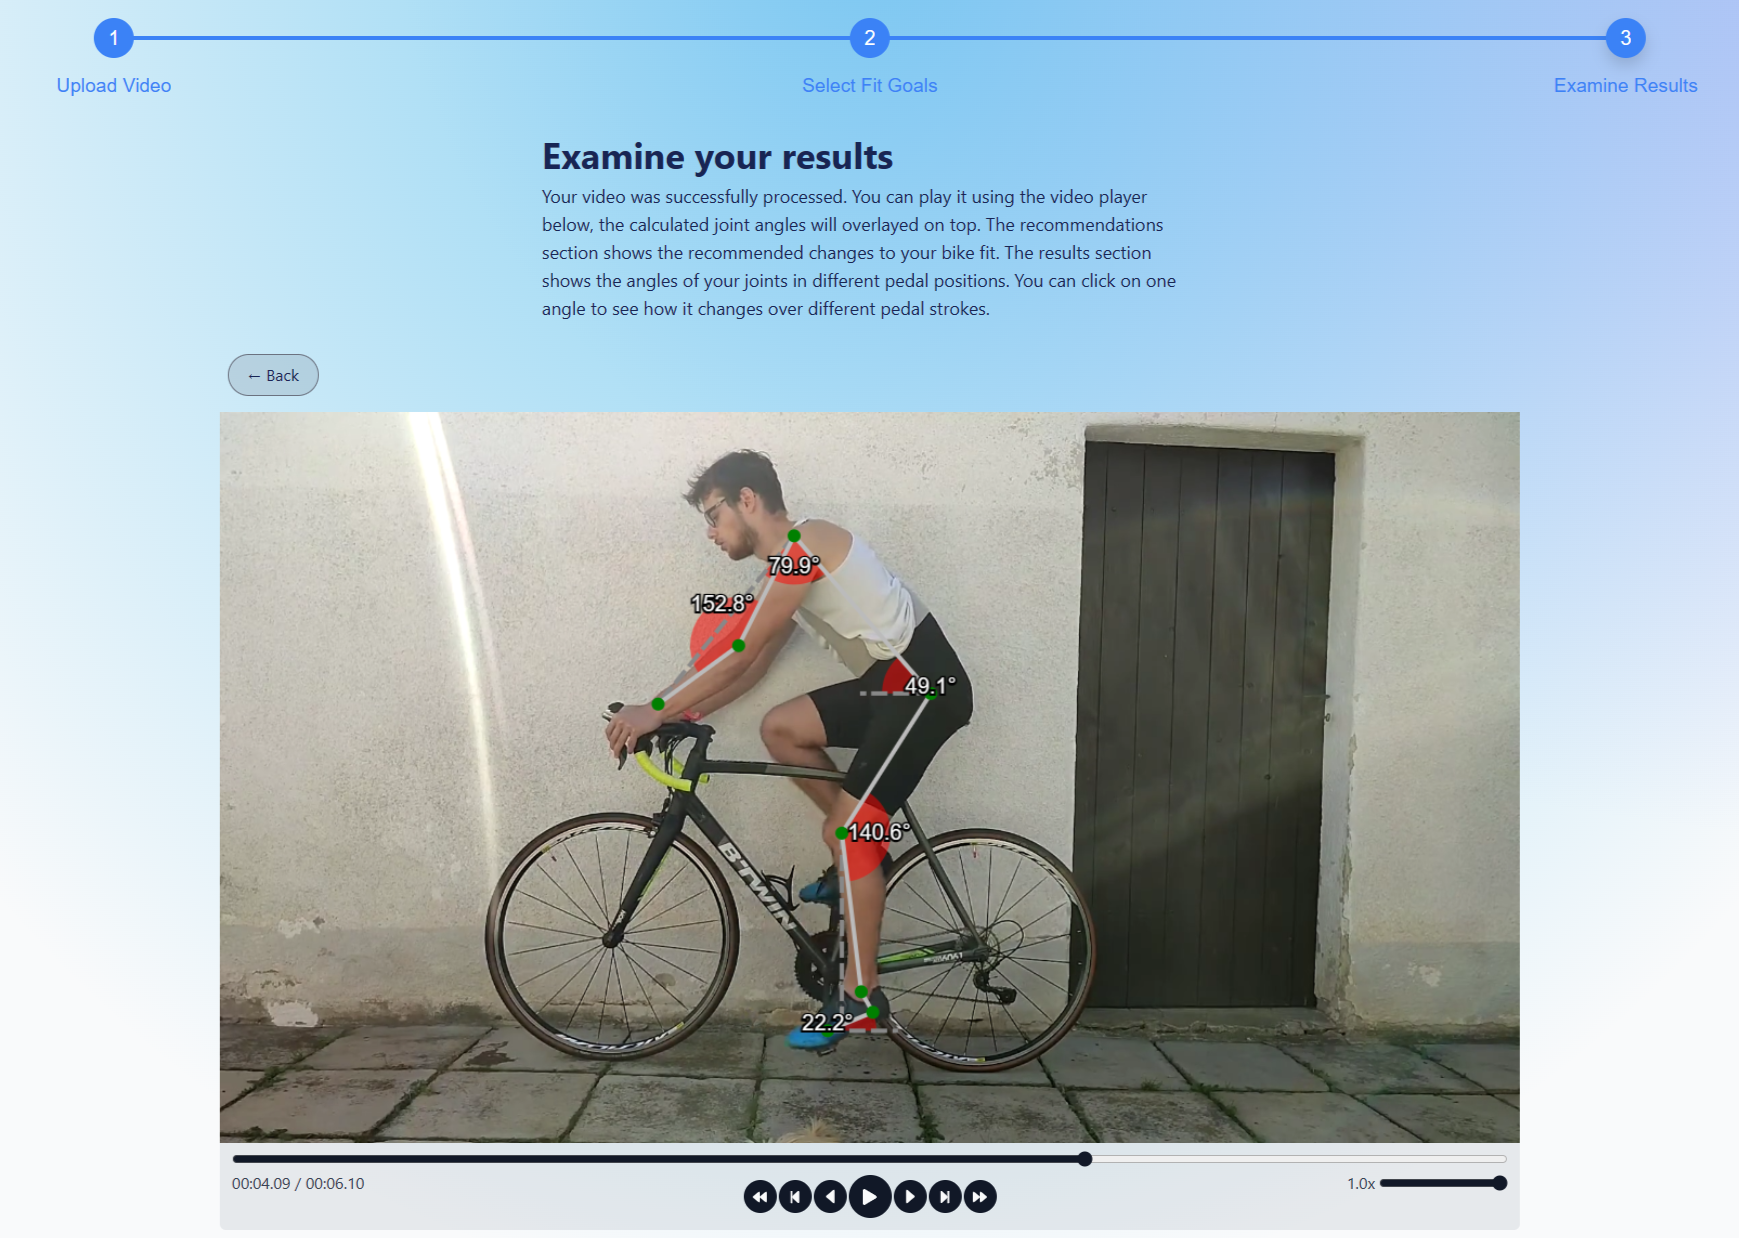 1
2
3
Upload Video
Select Fit Goals
Examine Results
Examine your results
Your video was successfully processed. You can play it using the video player
below, the calculated joint angles will overlayed on top. The recommendations
section shows the recommended changes to your bike fit. The results section
shows the angles of your joints in different pedal positions. You can click on one
angle to see how it changes over different pedal strokes.
← Back
79.9°
152.8°
49.1°
140.6°
B'TWIN
22.2°
00:04.09 / 00:06.10
1.0x